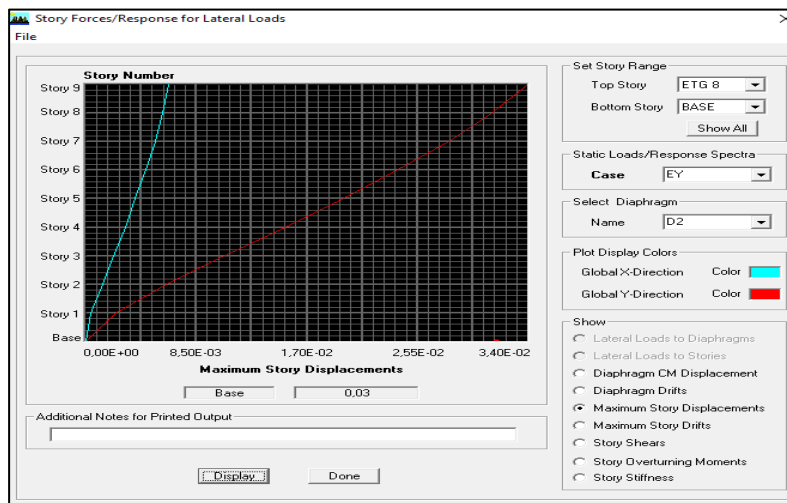 Story Forces/Response for Lateral Loads
File
Story Number
Story 9
Story 8
Story 7
Story 6
Story 5
Story 4
Story 3
Story 2
Story 1
Base
0,00E+00 8,50E-03 1,70E-02 2,55E-02 3,40E-02
Maximum Story Displacements
Base 0,03
Additional Notes for Printed Output
Display Done
Set Story Range
Top Story ETG 8
Bottom Story BASE
Show All
Static Loads/Response Spectra
Case EY
Select Diaphragm
Name D2
Plot Display Colors
Global X-Direction Color
Global Y-Direction Color
Show
Lateral Loads to Diaphragms
Lateral Loads to Stories
Diaphragm CM Displacement
Diaphragm Drifts
Maximum Story Displacements
Maximum Story Drifts
Story Shears
Story Overturning Moments
Story Stiffness